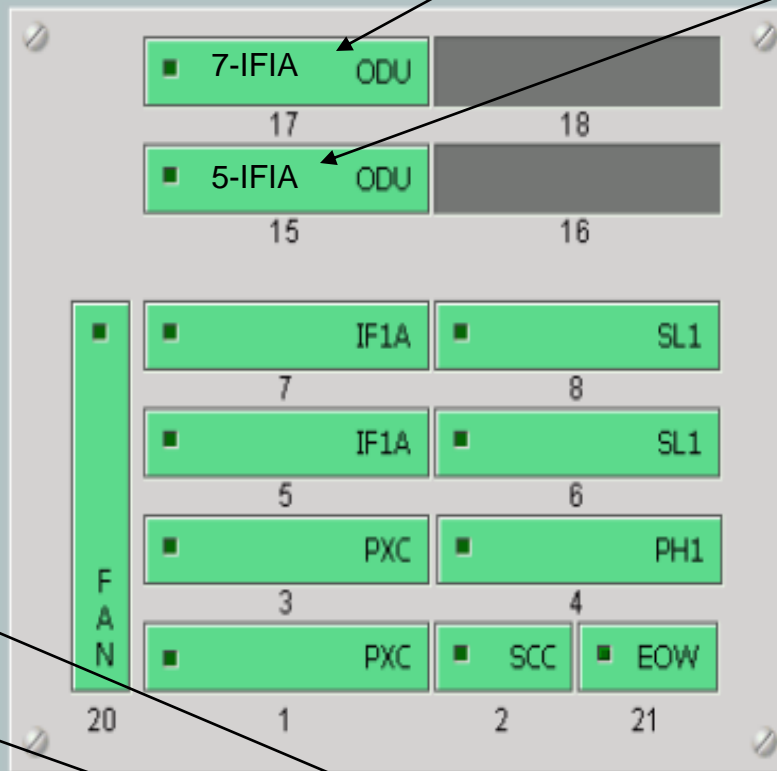 7-IFIA ODU
17 18
5-IFIA ODU
15 16
IF1A SL1
7 8
IF1A SL1
5 6
PXC PH1
3 4
FAN
PXC SCC EOW
20 1 2 21